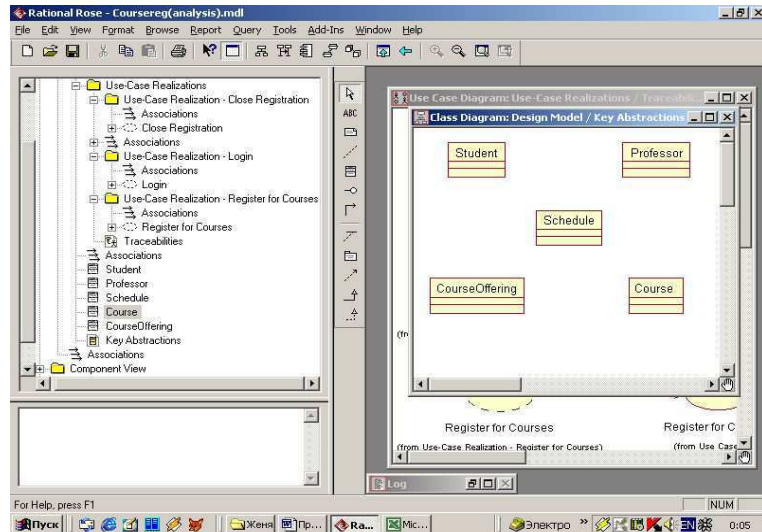 Rational Rose - Coursereg(analysis).mdl
File Edit View Format Browse Report Query Tools Add-Ins Window Help
Use-Case Realizations
Use-Case Realization - Close Registration
Associations
Close Registration
Associations
Use-Case Realization - Login
Associations
Login
Use-Case Realization - Register for Courses
Associations
Register for Courses
Traceabilities
Associations
Student
Professor
Schedule
Course
CourseOffering
Key Abstractions
Associations
Component View
ABC
Use Case Diagram: Use-Case Realizations / Traceabili...
Class Diagram: Design Model / Key Abstractions
Student
Professor
Schedule
CourseOffering
Course
(fr
Register for Courses
Register for C
(from Use-Case Realization - Register for Courses)
(from Use Case
Log
For Help, press F1
NUM
Пуск
Женя
Пр...
Ra...
Mic...
Электро
»
EN
0:05